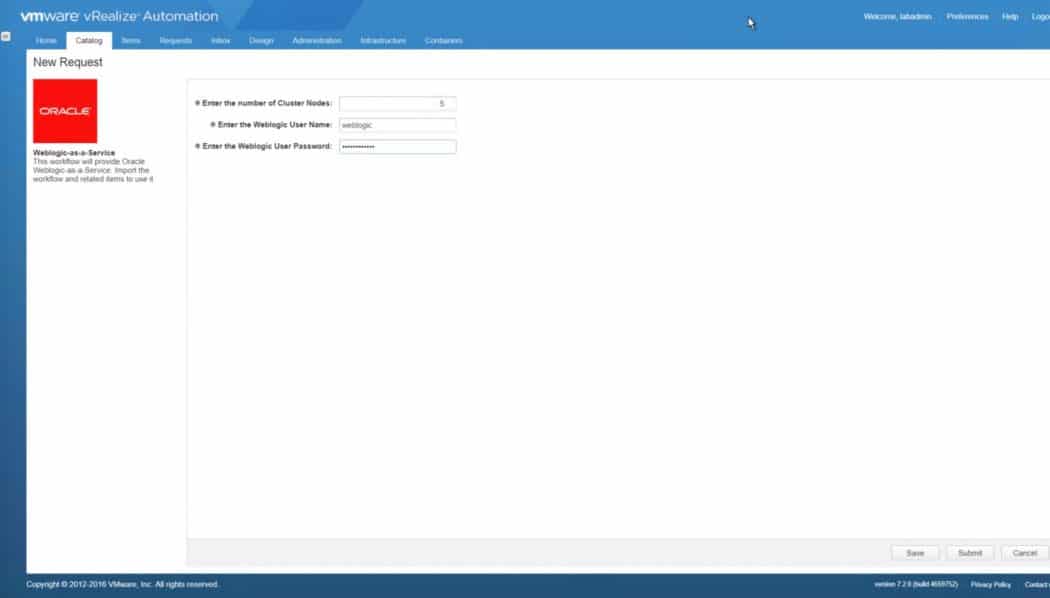 vmware vRealize Automation
Welcome, labadmin Preferences Help Logo
Home Catalog Items Requests Inbox Design Administration Infrastructure Containers
New Request
ORACLE
Weblogic-as-a-Service
This workflow will provide Oracle
Weblogic-as-a-Service. Import the
workflow and related items to use it
Enter the number of Cluster Nodes: 5
Enter the Weblogic User Name: weblogic
Enter the Weblogic User Password: ••••••••••••
Save Submit Cancel
Copyright © 2012-2016 VMware, Inc. All rights reserved.
version 7.2.0 (build 4659752) Privacy Policy Contact